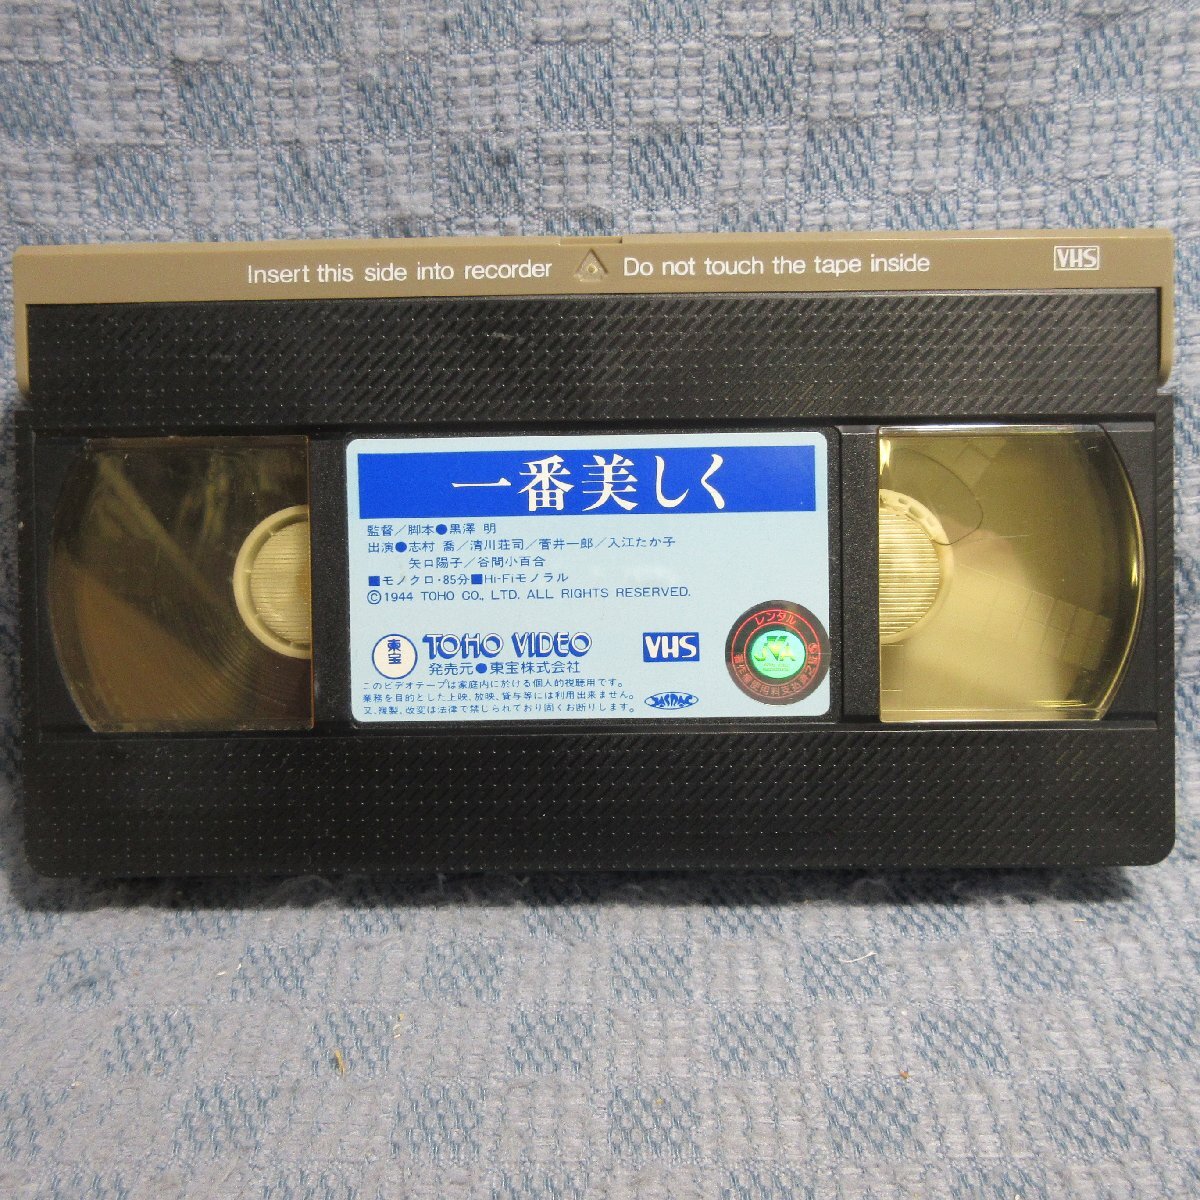 Insert this side into recorder Do not touch the tape inside VHS
一番美しく
監督／脚本●黒澤 明
出演●志村 喬／清川荘司／菅井一郎／入江たか子
矢口陽子／谷間小百合
■モノクロ・85分■Hi-Fiモノラル
©1944 TOHO CO., LTD. ALL RIGHTS RESERVED.
東宝 TOHO VIDEO VHS
発売元●東宝株式会社
このビデオテープは家庭内に於ける個人的視聴用です。
業務を目的とした上映、放映、貸与等には利用出来ません。
又、複製、改変は法律で禁じられており固くお断りします。
JASRAC
レンタル
JVA